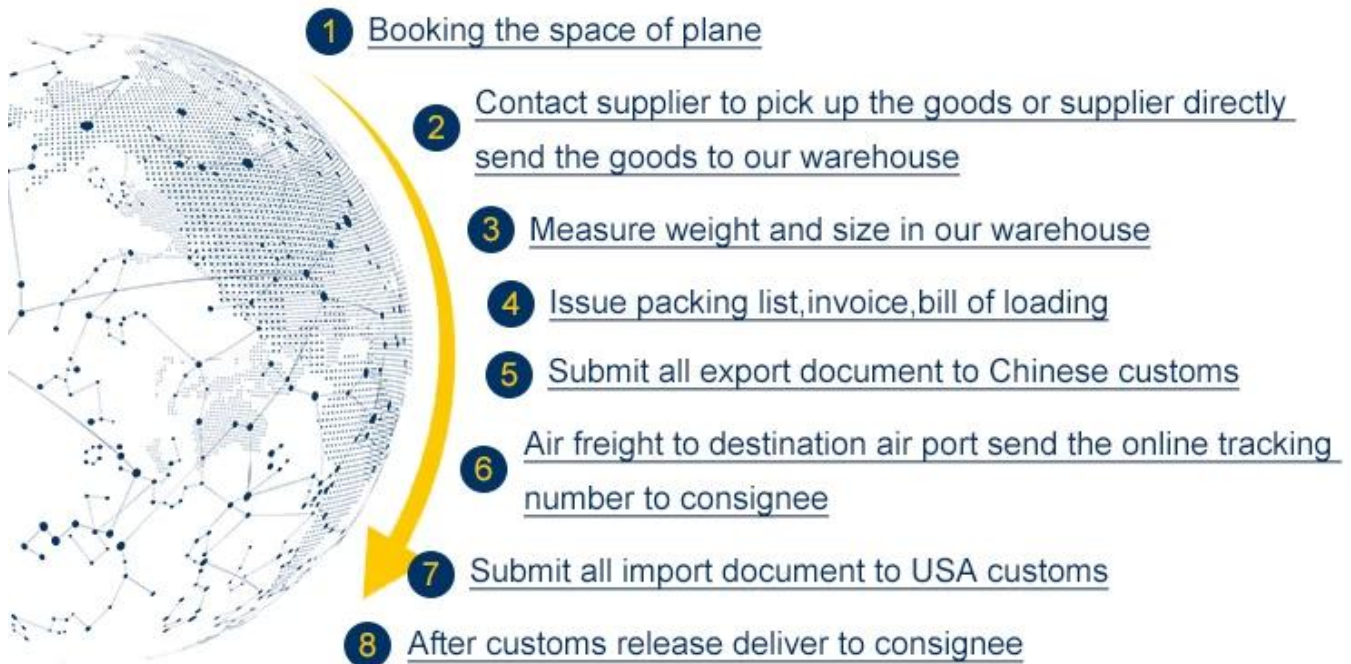 1 Booking the space of plane
2 Contact supplier to pick up the goods or supplier directly
send the goods to our warehouse
3 Measure weight and size in our warehouse
4 Issue packing list,invoice,bill of loading
5 Submit all export document to Chinese customs
6 Air freight to destination air port send the online tracking
number to consignee
7 Submit all import document to USA customs
8 After customs release deliver to consignee